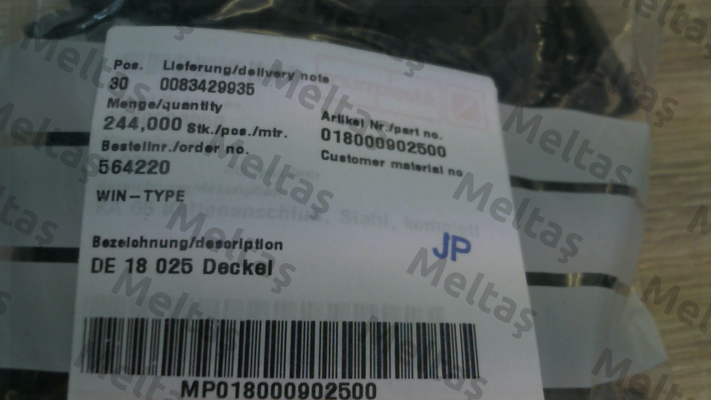 Pos. Lieferung/delivery note
30 0083429935
Menge/quantity
244,000 Stk./pos./mtr.
Artikel Nr./part no.
018000902500
Bestellnr./order no.
Customer material no
564220
WIN-TYPE
Bezeichnung/description
DE 18 025 Deckel
JP
MP018000902500
Meltaş